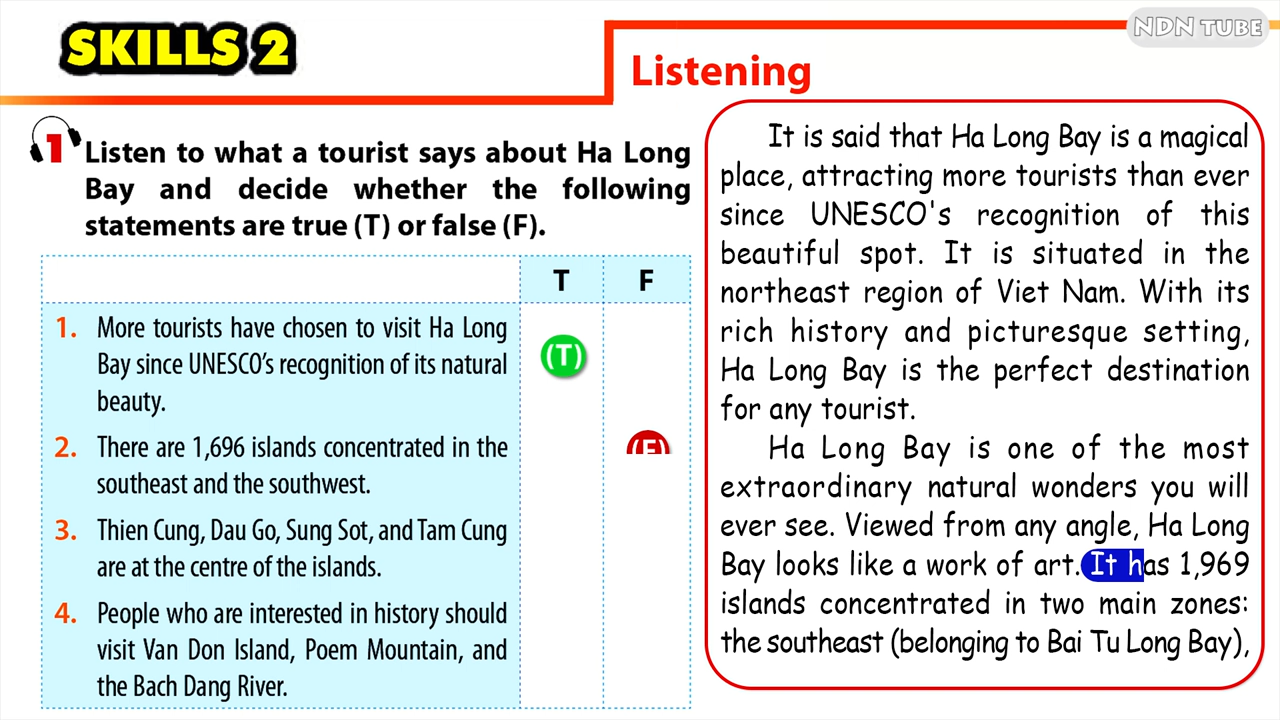 SKILLS 2
NDN TUBE
Listening
1 Listen to what a tourist says about Ha Long
Bay and decide whether the following
statements are true (T) or false (F).
T F
1. More tourists have chosen to visit Ha Long
Bay since UNESCO's recognition of its natural
beauty.
(T)
2. There are 1,696 islands concentrated in the
southeast and the southwest.
(F)
3. Thien Cung, Dau Go, Sung Sot, and Tam Cung
are at the centre of the islands.
4. People who are interested in history should
visit Van Don Island, Poem Mountain, and
the Bach Dang River.
It is said that Ha Long Bay is a magical
place, attracting more tourists than ever
since UNESCO's recognition of this
beautiful spot. It is situated in the
northeast region of Viet Nam. With its
rich history and picturesque setting,
Ha Long Bay is the perfect destination
for any tourist.
Ha Long Bay is one of the most
extraordinary natural wonders you will
ever see. Viewed from any angle, Ha Long
Bay looks like a work of art. It has 1,969
islands concentrated in two main zones:
the southeast (belonging to Bai Tu Long Bay),